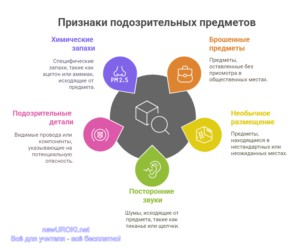 Признаки подозрительных предметов
Химические
запахи
Специфические
запахи, такие как
ацетон или аммиак,
исходящие от
предмета.
PM2.5
Брошенные
предметы
Предметы,
оставленные без
присмотра в
общественных местах.
Подозрительные
детали
Видимые провода или
компоненты,
указывающие на
потенциальную
опасность.
Необычное
размещение
Предметы,
находящиеся в
нестандартных или
неожиданных местах.
Посторонние
звуки
Шумы, исходящие от
предмета, такие как
тиканье или щелчки.
newUROKI.net
Всё для учителя - всё бесплатно!